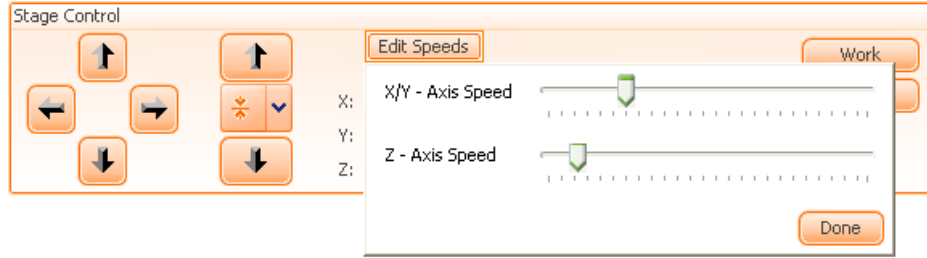 Stage Control
Edit Speeds
Work
X/Y - Axis Speed
X:
Y:
Z - Axis Speed
Z:
Done